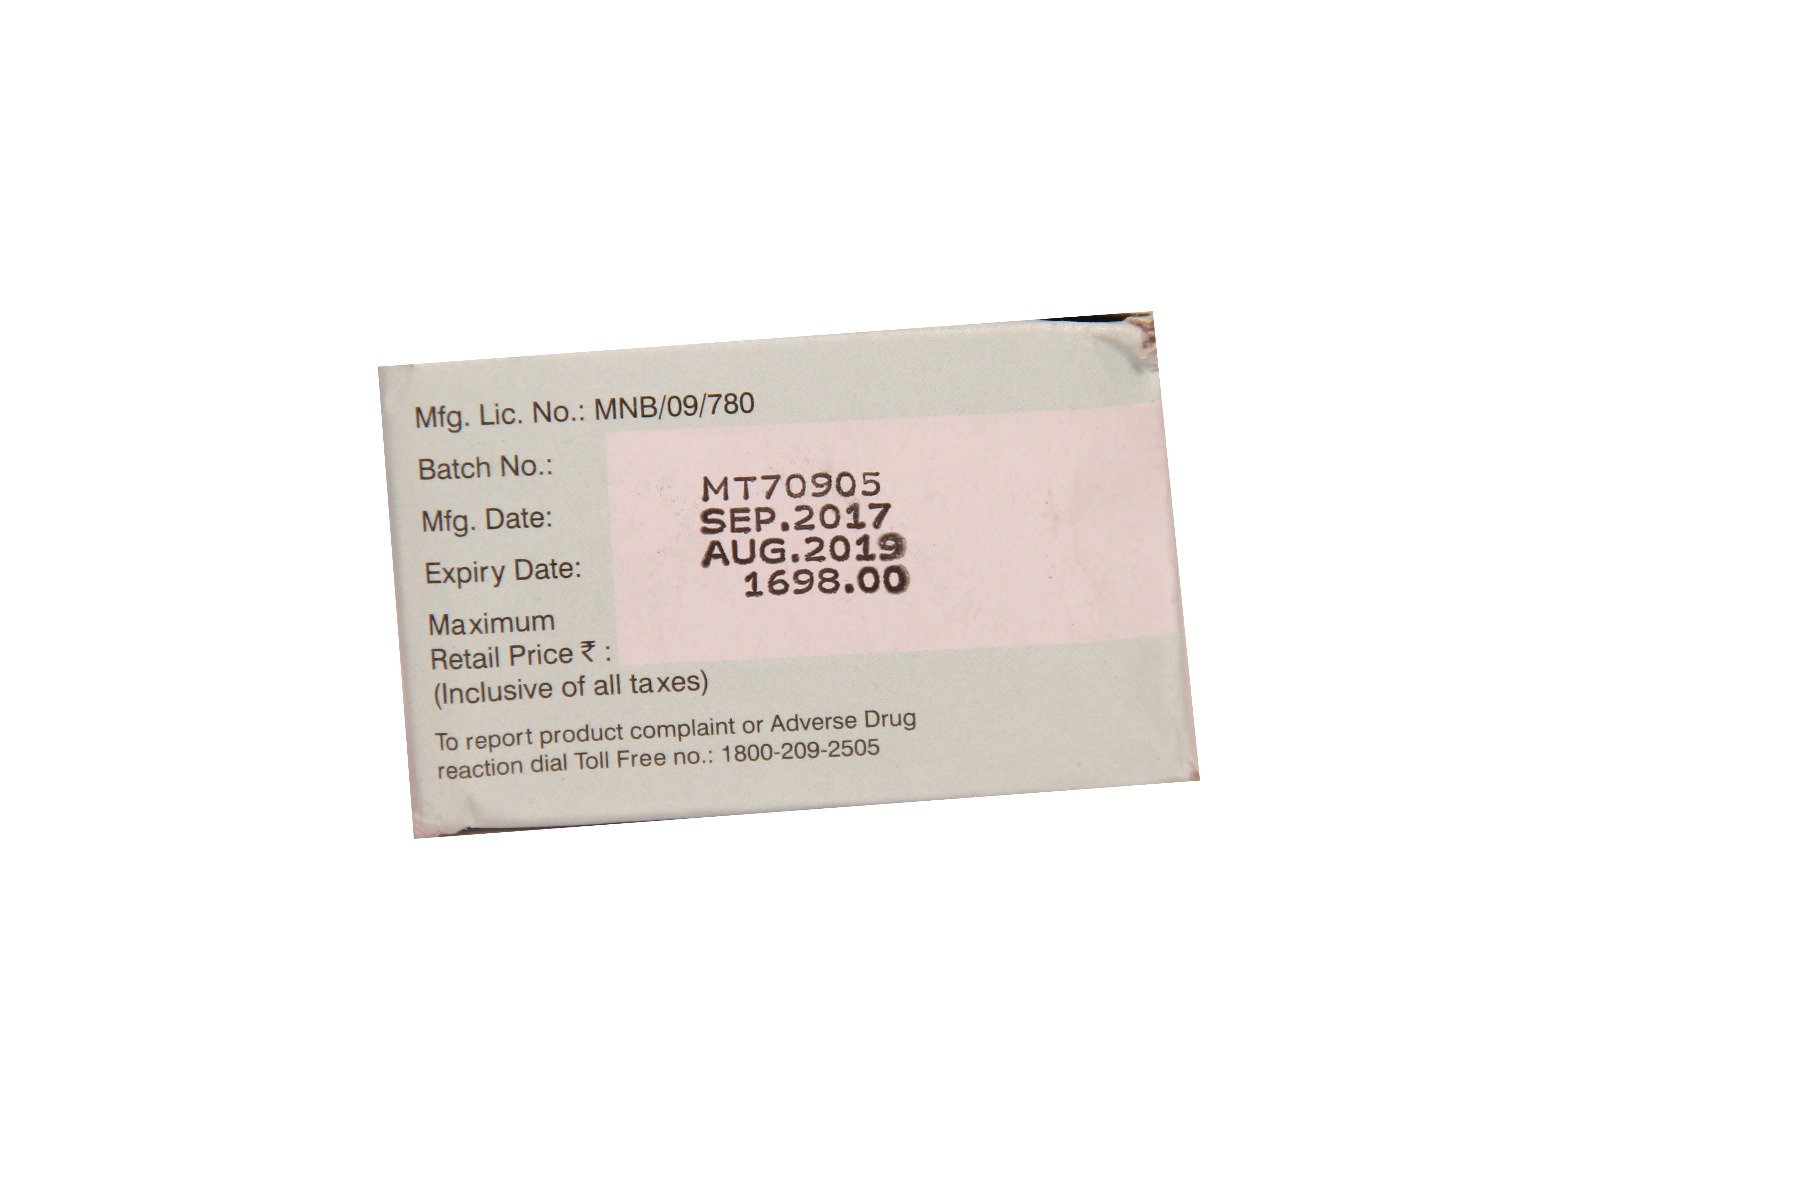 Mfg. Lic. No.: MNB/09/780
Batch No.:
MT70905
Mfg. Date:
SEP.2017
Expiry Date:
AUG.2019
Maximum
Retail Price ₹ :
1698.00
(Inclusive of all taxes)
To report product complaint or Adverse Drug
reaction dial Toll Free no.: 1800-209-2505